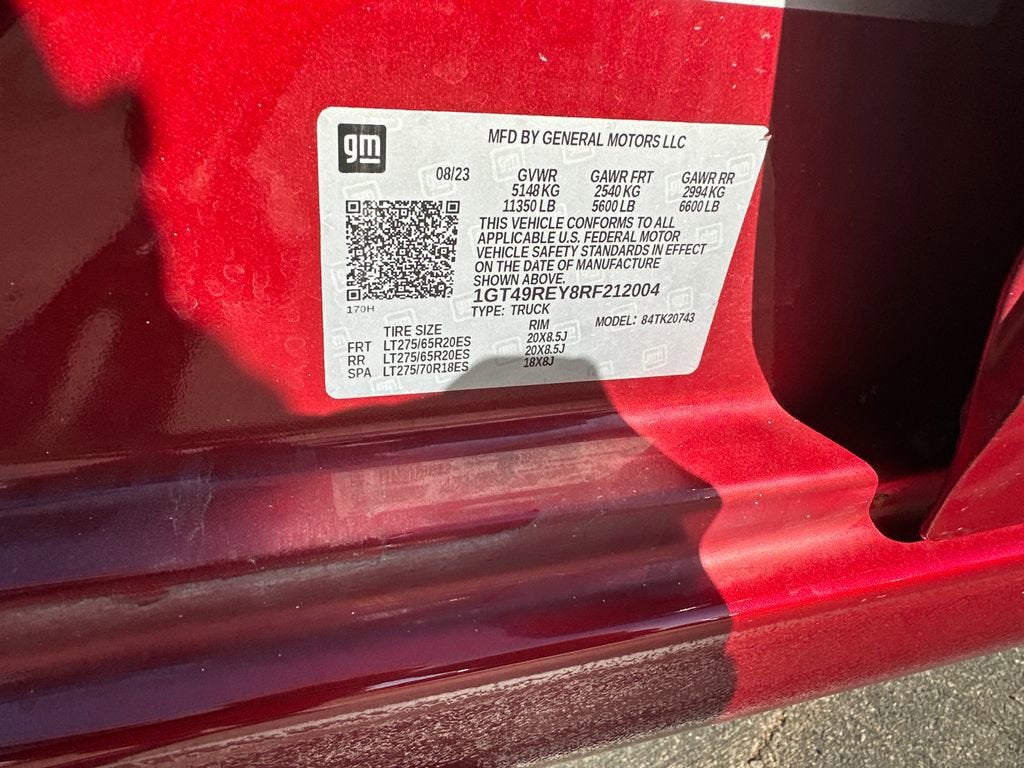 gm
MFD BY GENERAL MOTORS LLC
08/23 GVWR GAWR FRT GAWR RR
5148 KG 2540 KG 2994 KG
11350 LB 5600 LB 6600 LB
THIS VEHICLE CONFORMS TO ALL
APPLICABLE U.S. FEDERAL MOTOR
VEHICLE SAFETY STANDARDS IN EFFECT
ON THE DATE OF MANUFACTURE
SHOWN ABOVE.
1GT49REY8RF212004
170H
TYPE: TRUCK MODEL: 84TK20743
TIRE SIZE RIM
FRT LT275/65R20ES 20X8.5J
RR LT275/65R20ES 20X8.5J
SPA LT275/70R18ES 18X8J